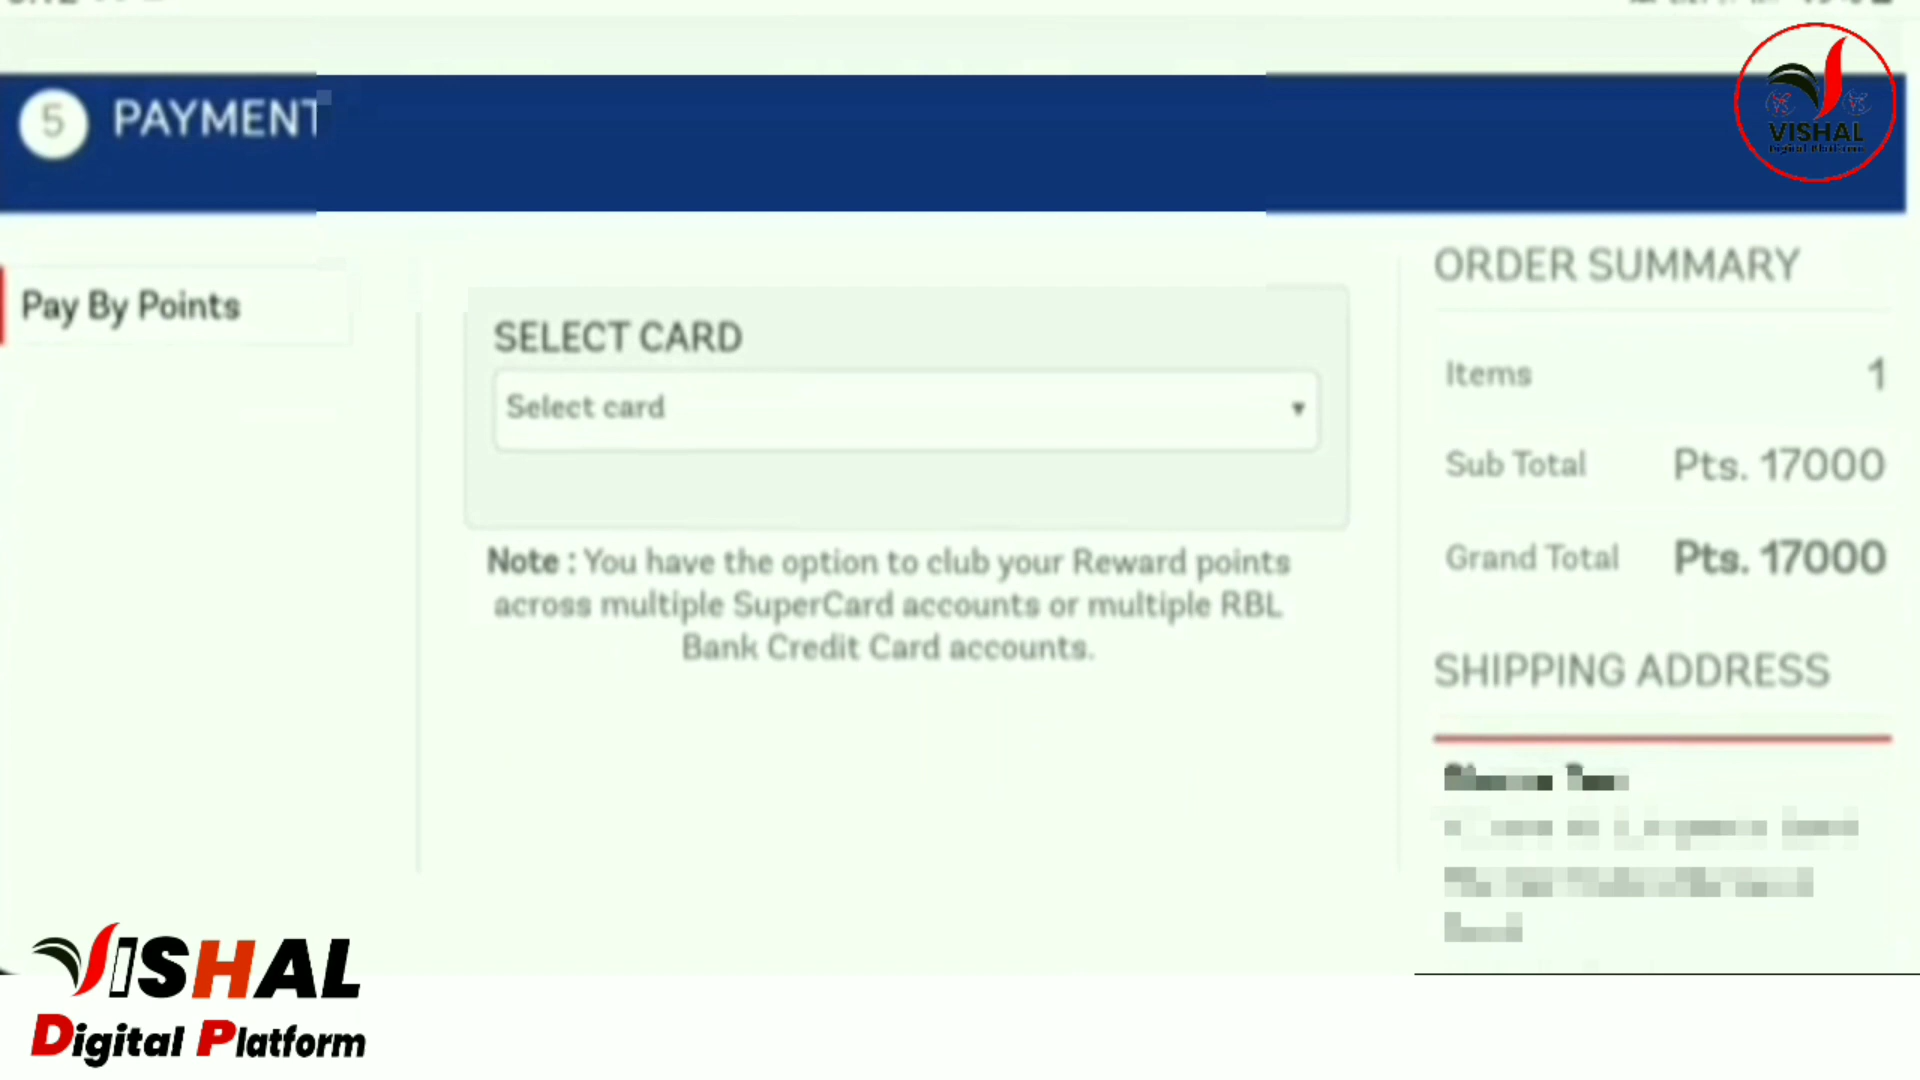 5 PAYMENT
VISHAL
Digital Platform
Pay By Points
SELECT CARD
Select card
Note : You have the option to club your Reward points
across multiple SuperCard accounts or multiple RBL
Bank Credit Card accounts.
ORDER SUMMARY
Items 1
Sub Total Pts. 17000
Grand Total Pts. 17000
SHIPPING ADDRESS
VISHAL
Digital Platform